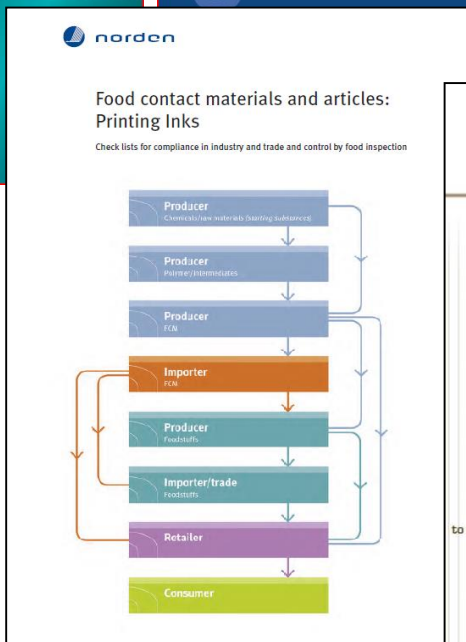 norden
Food contact materials and articles:
Printing Inks
Check lists for compliance in industry and trade and control by food inspection
Producer
Chemicals/raw materials (starting substances)
Producer
Producer
FCM
Importer
FCM
Producer
Foodstuffs
Importer/trade
Foodstuffs
Retailer
Consumer
to